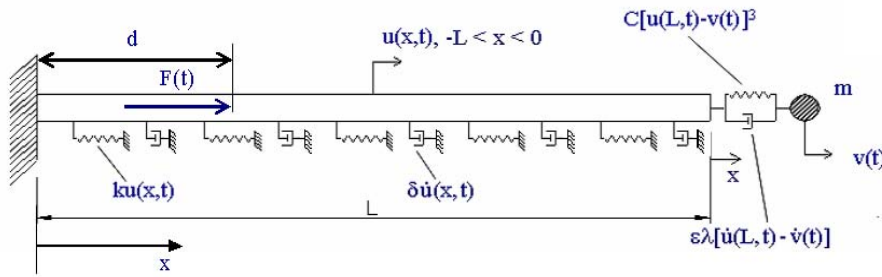 C[u(L,t)-v(t)]³
d
u(x,t), -L < x < 0
F(t)
m
v(t)
x
ku(x,t)
δu̇(x,t)
L
ελ[u̇(L,t)-v̇(t)]
x